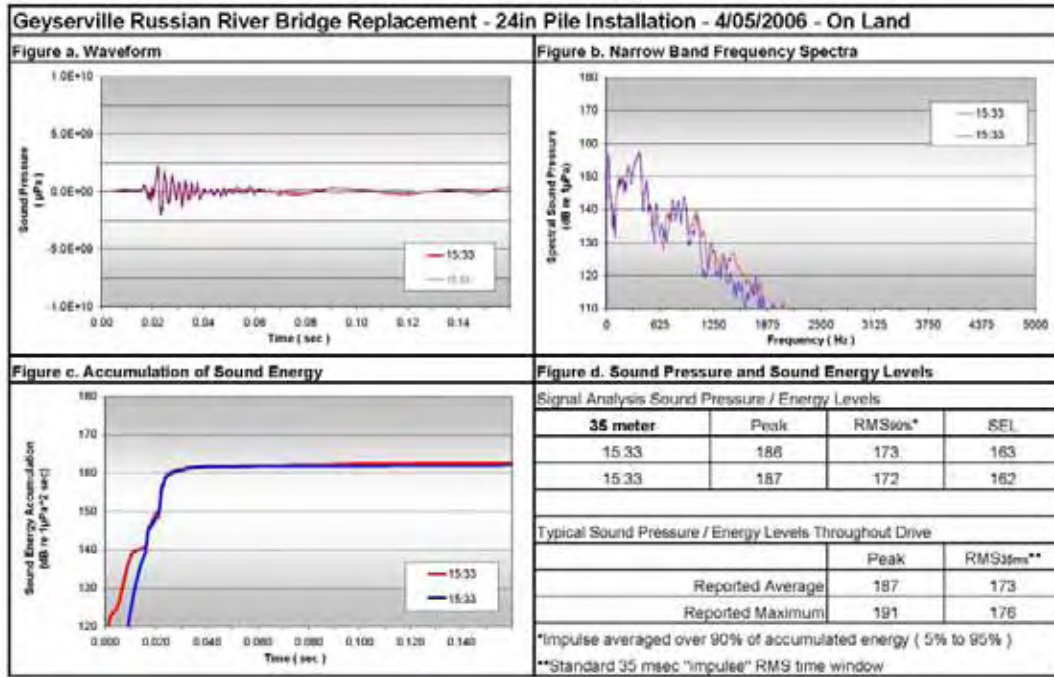 Geyserville Russian River Bridge Replacement - 24in Pile Installation - 4/05/2006 - On Land
Figure a. Waveform
1.0E+10
5.0E+09
0.0E+00
-5.0E+09
-1.0E+10
Sound Pressure
( µPa )
15:33
15:33
0.00 0.02 0.04 0.06 0.08 0.10 0.12 0.14
Time ( sec )
Figure b. Narrow Band Frequency Spectra
180
170
160
150
140
130
120
110
Spectral Sound Pressure
(dB re 1µPa)
15:33
15:33
0 625 1250 1875 2500 3125 3750 4375 5000
Frequency ( Hz )
Figure c. Accumulation of Sound Energy
180
170
160
150
140
130
120
Sound Energy Accumulation
(dB re 1µPa^2 sec)
15:33
15:33
0.000 0.020 0.040 0.060 0.080 0.100 0.120 0.140
Time ( sec )
Figure d. Sound Pressure and Sound Energy Levels
Signal Analysis Sound Pressure / Energy Levels
35 meter Peak RMS90%* SEL
15:33 186 173 163
15:33 187 172 162
Typical Sound Pressure / Energy Levels Throughout Drive
Peak RMS35ms**
Reported Average 187 173
Reported Maximum 191 176
*Impulse averaged over 90% of accumulated energy ( 5% to 95% )
**Standard 35 msec "impulse" RMS time window